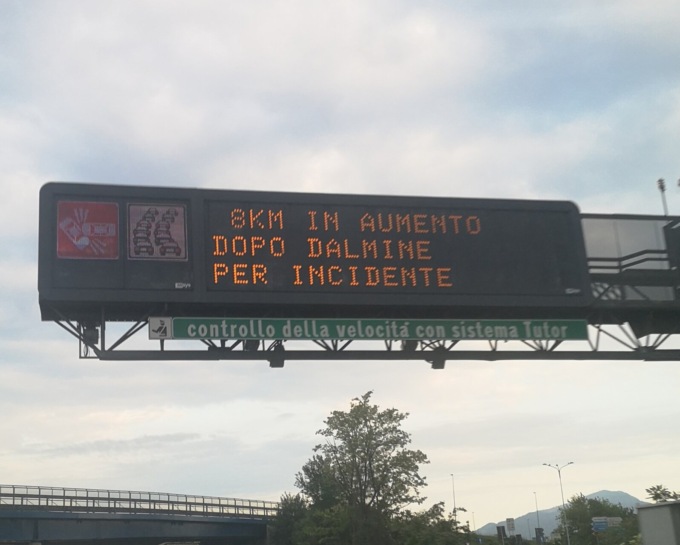 8KM IN AUMENTO
DOPO DALMINE
PER INCIDENTE
controllo della velocità con sistema Tutor